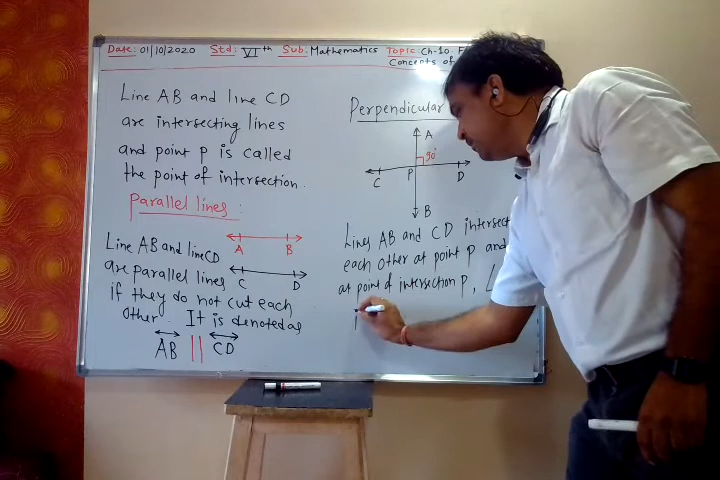 Date: 01/10/2020 Std: VIth Sub: Mathematics Topic: Ch-10.
Concepts of
Line AB and line CD
are intersecting lines
and point p is called
the point of intersection.
Parallel lines:
Line AB and line CD
are parallel lines
if they do not cut each
other. It is denoted as
AB || CD
A B
C D
Perpendicular
A
90°
C P D
B
Lines AB and CD intersect
each other at point p and
at point of intersection P, ∠